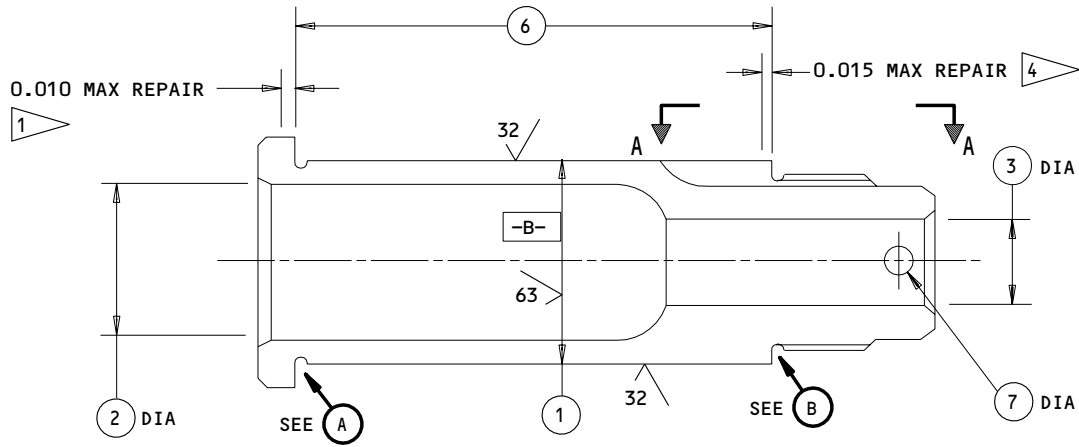 6
0.010 MAX REPAIR
1
0.015 MAX REPAIR 4
32
A A
3 DIA
-B-
63
2 DIA
SEE A
1
32
SEE B
7 DIA